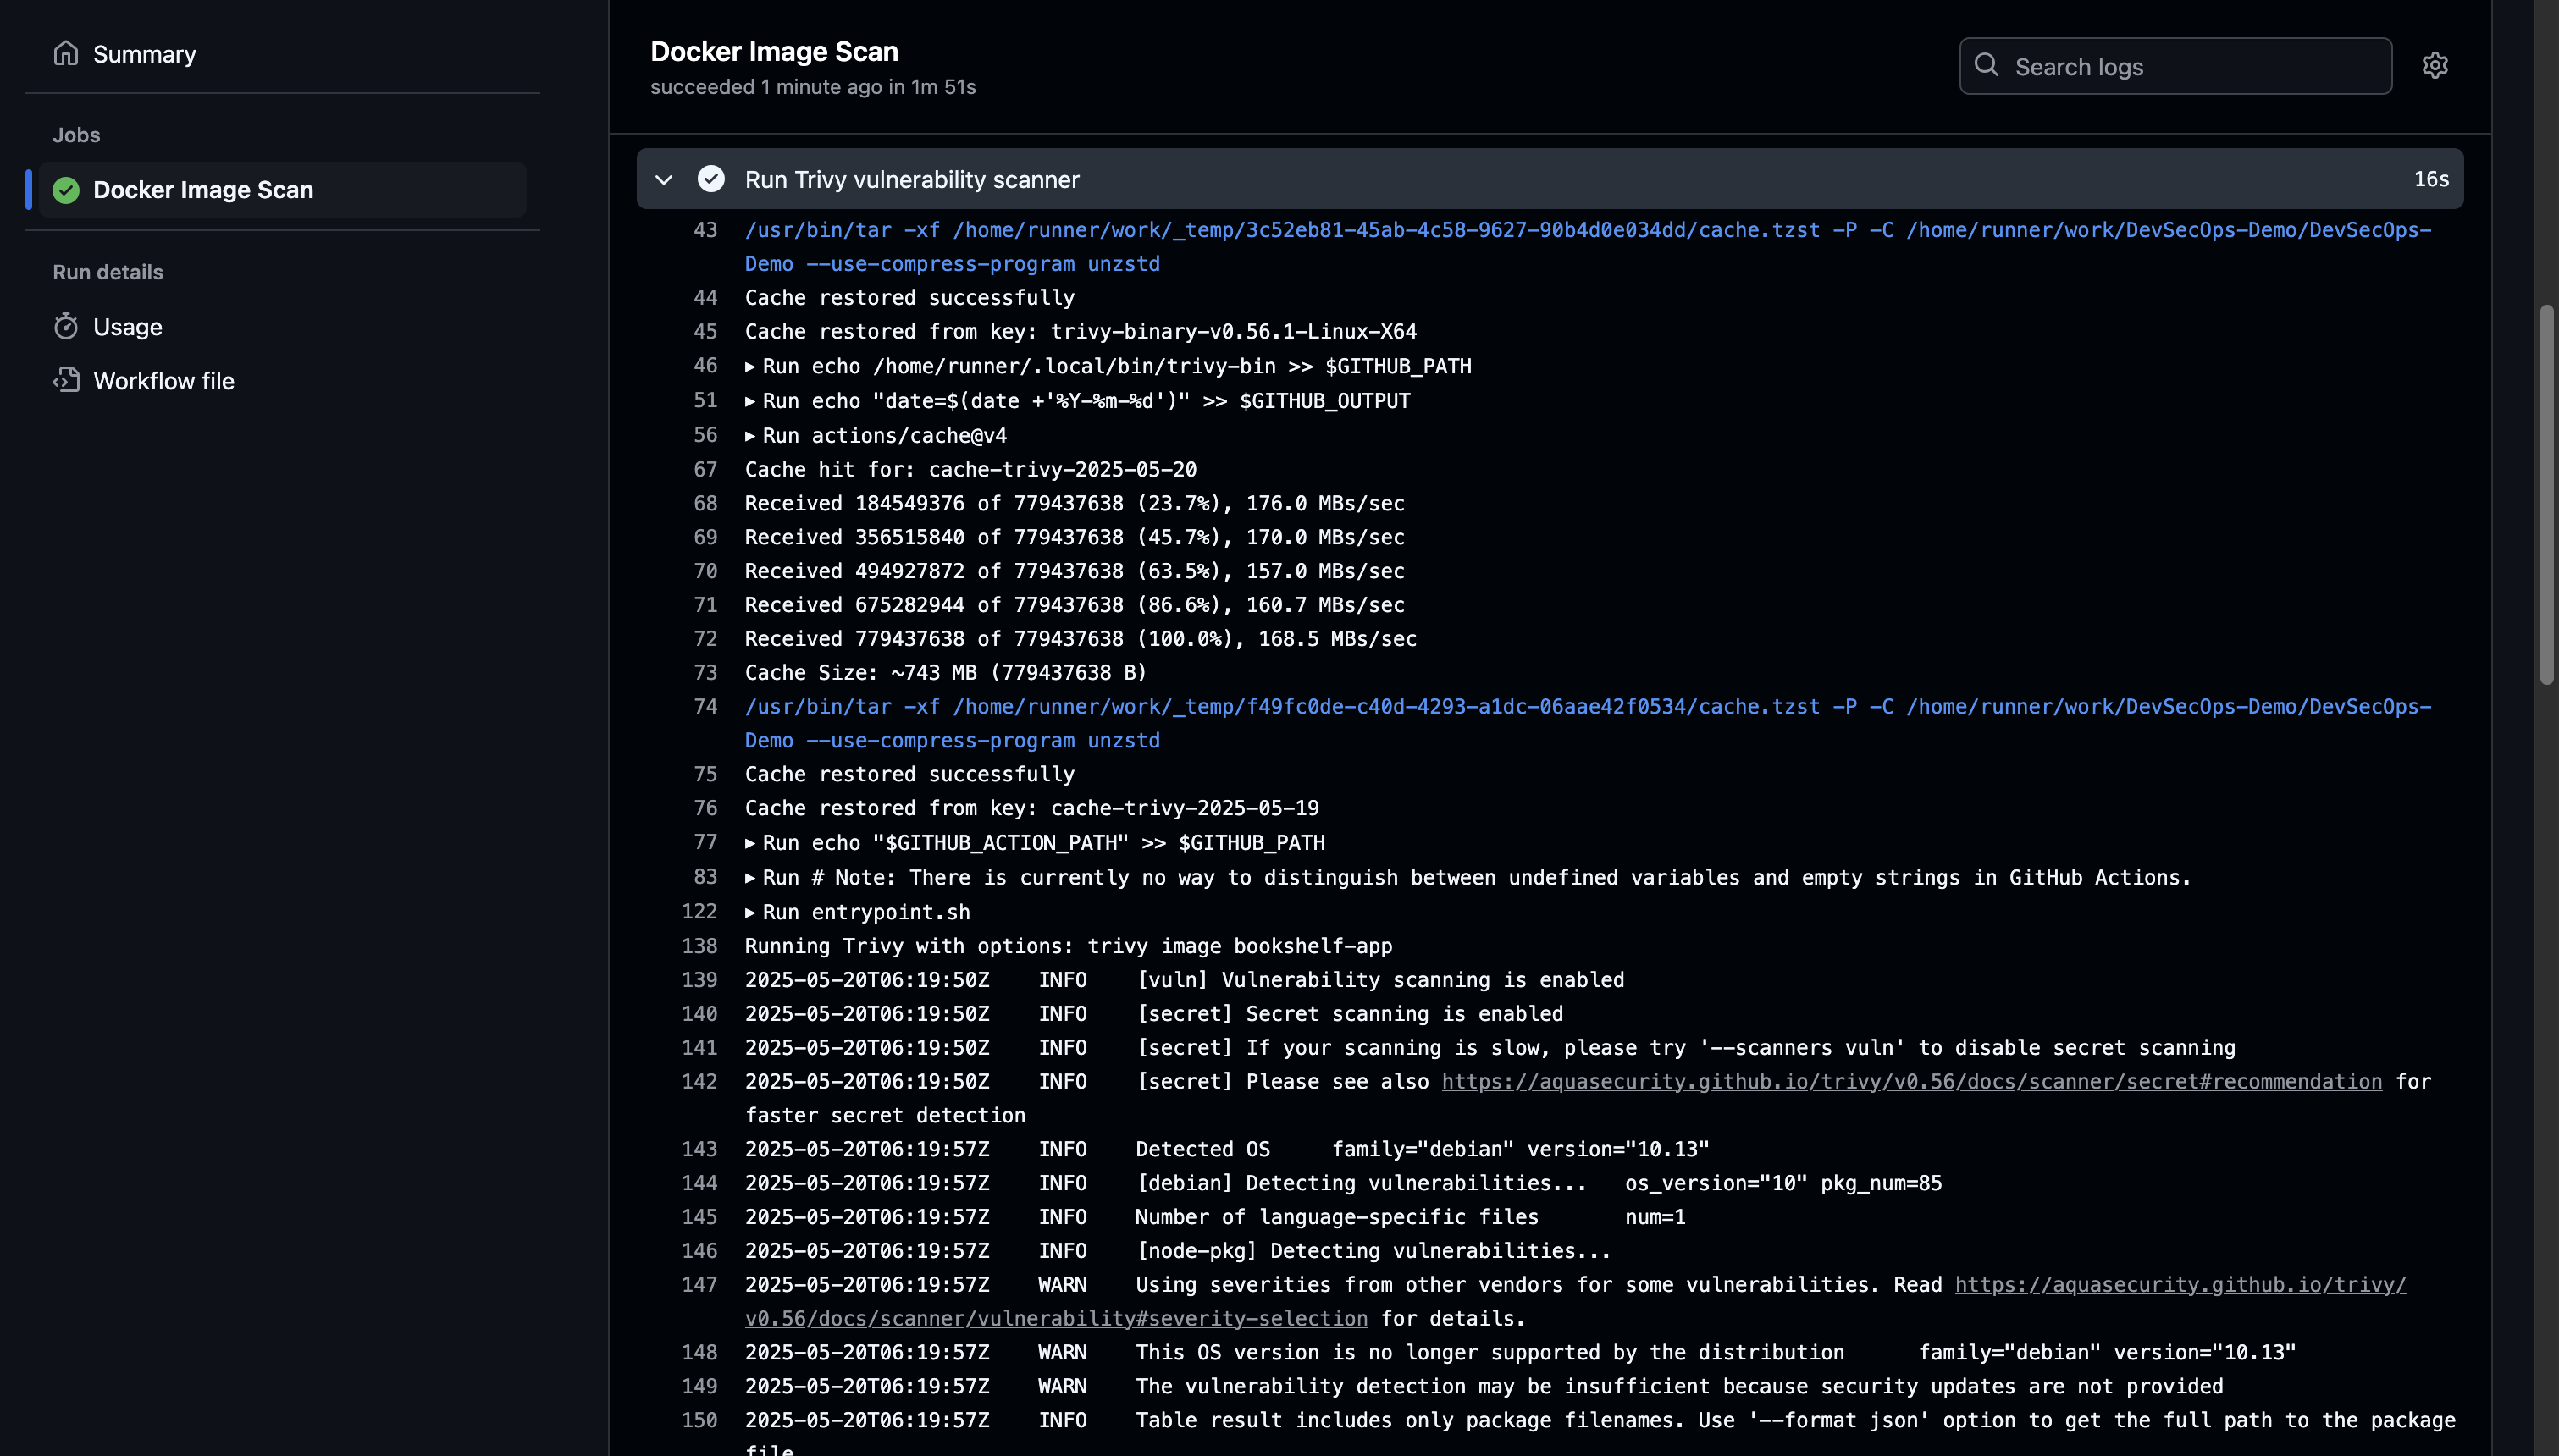 Summary
Jobs
Docker Image Scan
Run details
Usage
Workflow file
Docker Image Scan
succeeded 1 minute ago in 1m 51s
Search logs
Run Trivy vulnerability scanner 16s
43 /usr/bin/tar -xf /home/runner/work/_temp/3c52eb81-45ab-4c58-9627-90b4d0e034dd/cache.tzst -P -C /home/runner/work/DevSecOps-Demo/DevSecOps-
Demo --use-compress-program unzstd
44 Cache restored successfully
45 Cache restored from key: trivy-binary-v0.56.1-Linux-X64
46 Run echo /home/runner/.local/bin/trivy-bin >> $GITHUB_PATH
51 Run echo "date=$(date +'%Y-%m-%d')" >> $GITHUB_OUTPUT
56 Run actions/cache@v4
67 Cache hit for: cache-trivy-2025-05-20
68 Received 184549376 of 779437638 (23.7%), 176.0 MBs/sec
69 Received 356515840 of 779437638 (45.7%), 170.0 MBs/sec
70 Received 494927872 of 779437638 (63.5%), 157.0 MBs/sec
71 Received 675282944 of 779437638 (86.6%), 160.7 MBs/sec
72 Received 779437638 of 779437638 (100.0%), 168.5 MBs/sec
73 Cache Size: ~743 MB (779437638 B)
74 /usr/bin/tar -xf /home/runner/work/_temp/f49fc0de-c40d-4293-a1dc-06aae42f0534/cache.tzst -P -C /home/runner/work/DevSecOps-Demo/DevSecOps-
Demo --use-compress-program unzstd
75 Cache restored successfully
76 Cache restored from key: cache-trivy-2025-05-19
77 Run echo "$GITHUB_ACTION_PATH" >> $GITHUB_PATH
83 Run # Note: There is currently no way to distinguish between undefined variables and empty strings in GitHub Actions.
122 Run entrypoint.sh
138 Running Trivy with options: trivy image bookshelf-app
139 2025-05-20T06:19:50Z INFO [vuln] Vulnerability scanning is enabled
140 2025-05-20T06:19:50Z INFO [secret] Secret scanning is enabled
141 2025-05-20T06:19:50Z INFO [secret] If your scanning is slow, please try '--scanners vuln' to disable secret scanning
142 2025-05-20T06:19:50Z INFO [secret] Please see also https://aquasecurity.github.io/trivy/v0.56/docs/scanner/secret#recommendation for
faster secret detection
143 2025-05-20T06:19:57Z INFO Detected OS family="debian" version="10.13"
144 2025-05-20T06:19:57Z INFO [debian] Detecting vulnerabilities... os_version="10" pkg_num=85
145 2025-05-20T06:19:57Z INFO Number of language-specific files num=1
146 2025-05-20T06:19:57Z INFO [node-pkg] Detecting vulnerabilities...
147 2025-05-20T06:19:57Z WARN Using severities from other vendors for some vulnerabilities. Read https://aquasecurity.github.io/trivy/
v0.56/docs/scanner/vulnerability#severity-selection for details.
148 2025-05-20T06:19:57Z WARN This OS version is no longer supported by the distribution family="debian" version="10.13"
149 2025-05-20T06:19:57Z WARN The vulnerability detection may be insufficient because security updates are not provided
150 2025-05-20T06:19:57Z INFO Table result includes only package filenames. Use '--format json' option to get the full path to the package
file